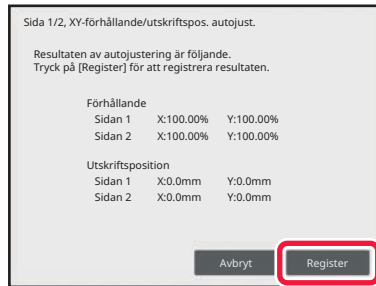 Sida 1/2, XY-förhållande/utskriftspos. autojust.
Resultaten av autojustering är följande.
Tryck på [Register] för att registrera resultaten.
Förhållande
Sidan 1 X:100.00% Y:100.00%
Sidan 2 X:100.00% Y:100.00%
Utskriftsposition
Sidan 1 X:0.0mm Y:0.0mm
Sidan 2 X:0.0mm Y:0.0mm
Avbryt Register